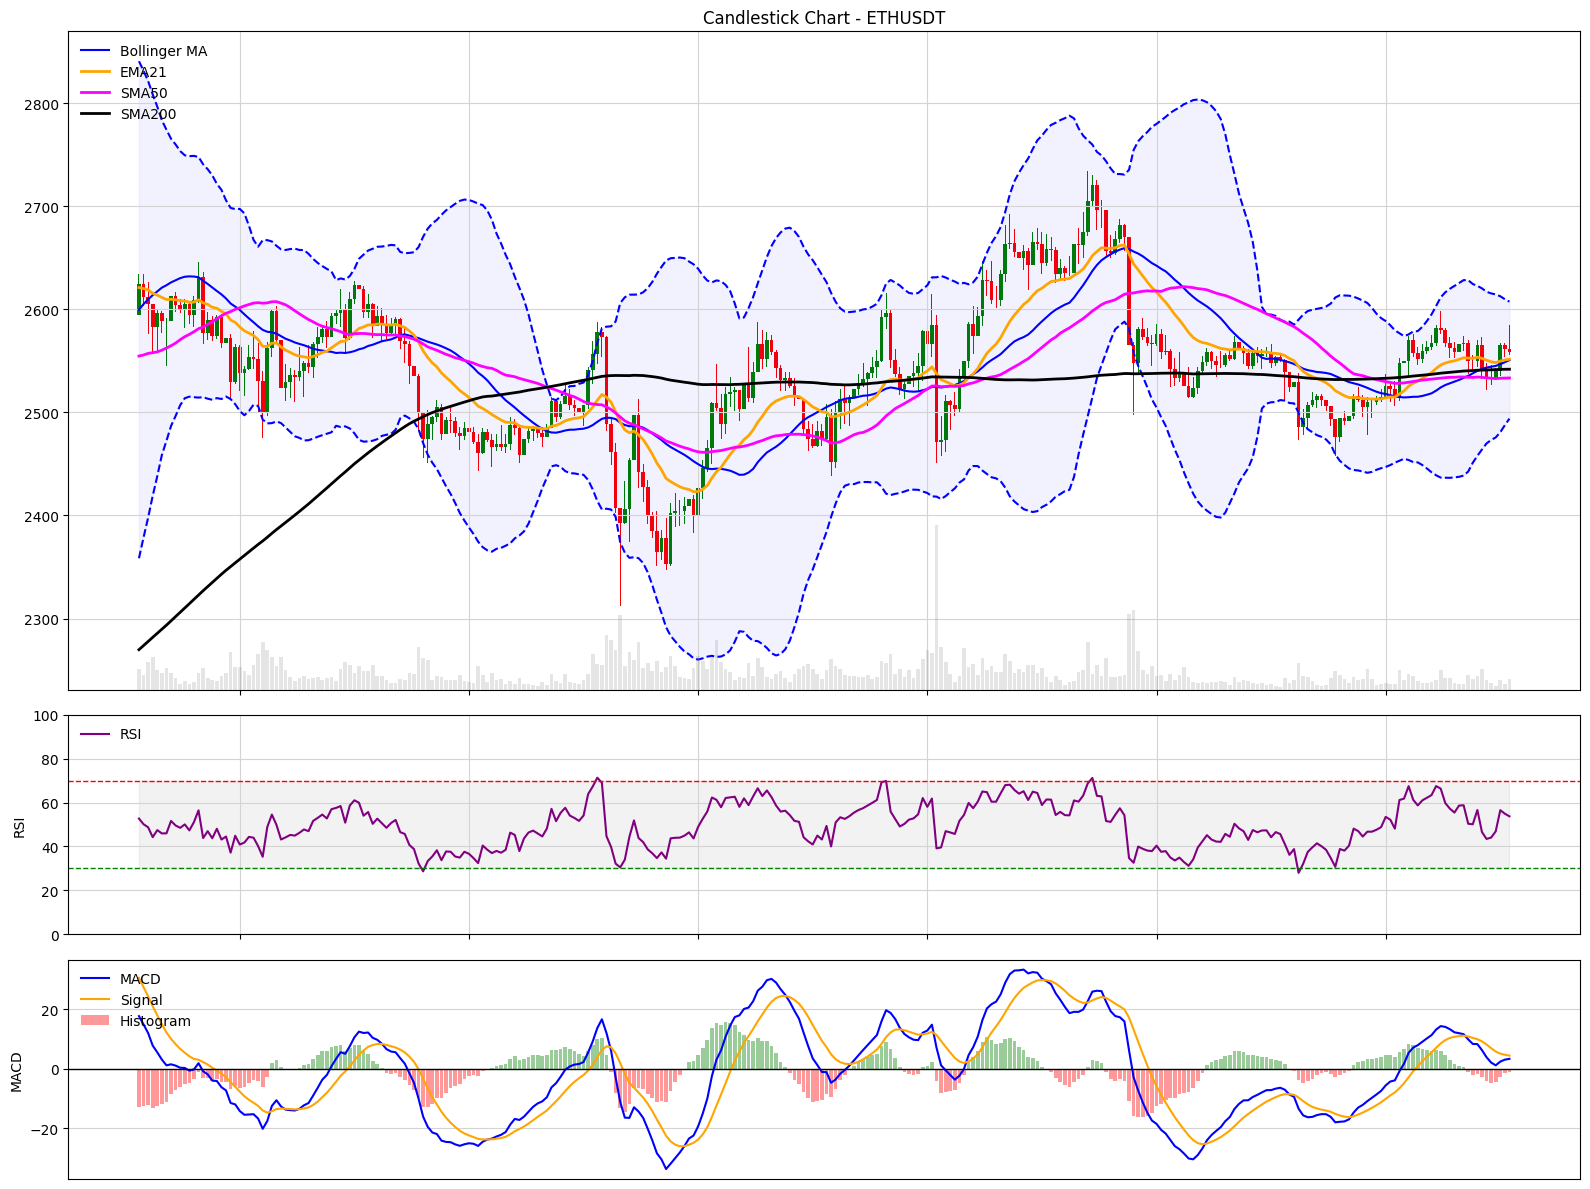 Candlestick Chart - ETHUSDT
Bollinger MA
EMA21
SMA50
SMA200
2800
2700
2600
2500
2400
2300
RSI
100
80
60
40
20
0
RSI
MACD
Signal
Histogram
20
0
−20
MACD